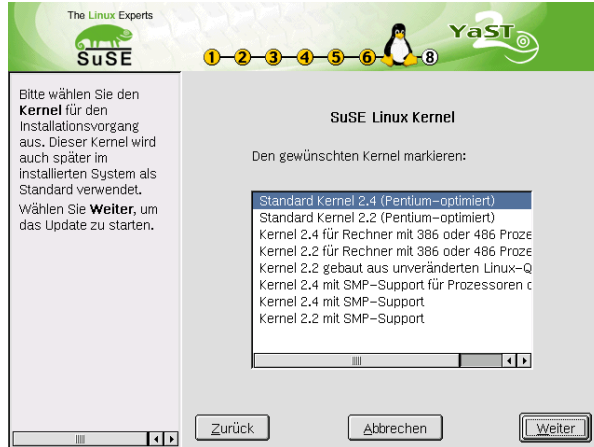 The Linux Experts
SuSE
1 2 3 4 5 6 8
YaST2
Bitte wählen Sie den
Kernel für den
Installationsvorgang
aus. Dieser Kernel wird
auch später im
installierten System als
Standard verwendet.
Wählen Sie Weiter, um
das Update zu starten.
SuSE Linux Kernel
Den gewünschten Kernel markieren:
Standard Kernel 2.4 (Pentium-optimiert)
Standard Kernel 2.2 (Pentium-optimiert)
Kernel 2.4 für Rechner mit 386 oder 486 Proze
Kernel 2.2 für Rechner mit 386 oder 486 Proze
Kernel 2.2 gebaut aus unveränderten Linux-Q
Kernel 2.4 mit SMP-Support für Prozessoren
Kernel 2.4 mit SMP-Support
Kernel 2.2 mit SMP-Support
Zurück
Abbrechen
Weiter